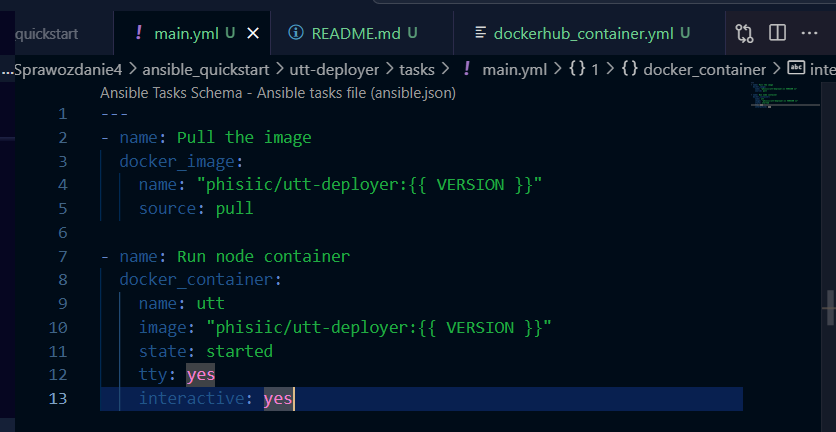 quickstart
! main.yml U ×
README.md U
dockerhub_container.yml U
...Sprawozdanie4 > ansible_quickstart > utt-deployer > tasks > ! main.yml > {} 1 > {} docker_container > abc inte
Ansible Tasks Schema - Ansible tasks file (ansible.json)
1 ---
2 - name: Pull the image
3 docker_image:
4 name: "phisiic/utt-deployer:{{ VERSION }}"
5 source: pull
6
7 - name: Run node container
8 docker_container:
9 name: utt
10 image: "phisiic/utt-deployer:{{ VERSION }}"
11 state: started
12 tty: yes
13 interactive: yes